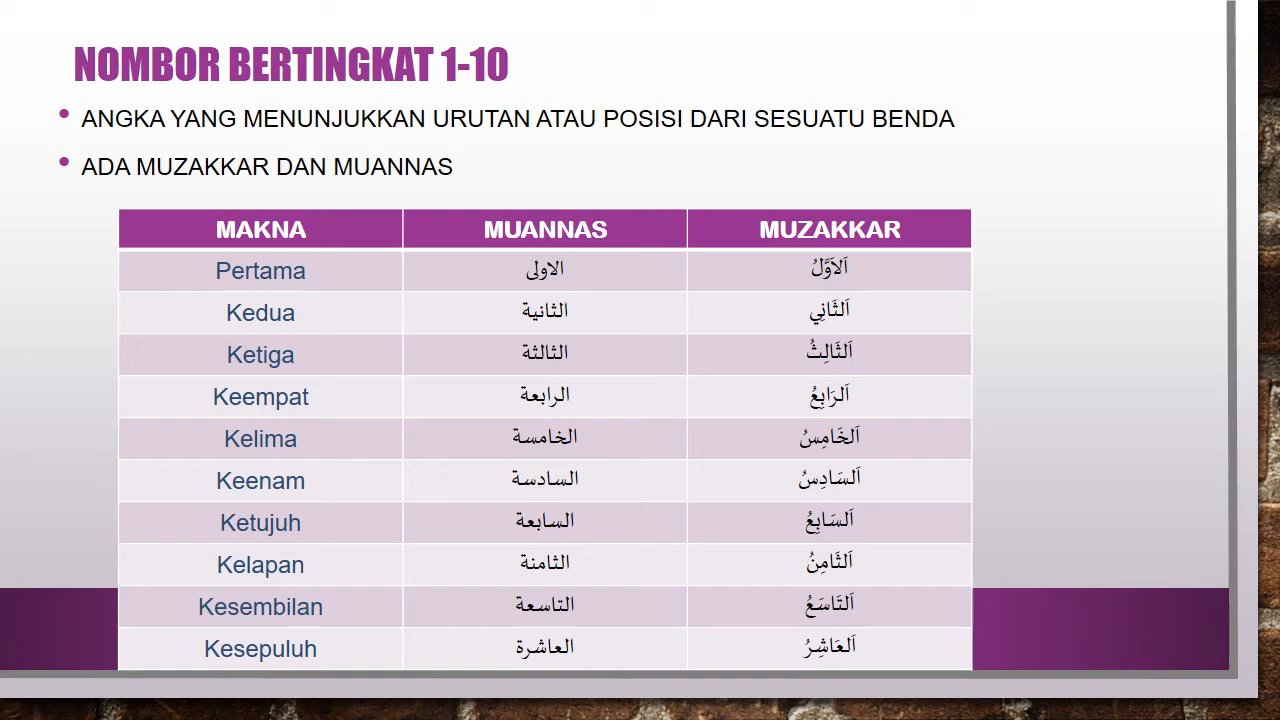 NOMBOR BERTINGKAT 1-10
• ANGKA YANG MENUNJUKKAN URUTAN ATAU POSISI DARI SESUATU BENDA
• ADA MUZAKKAR DAN MUANNAS
MAKNA MUANNAS MUZAKKAR
Pertama الاولى اَلاَوَّلُ
Kedua الثانية اَلثَانِي
Ketiga الثالثة اَلثَالِثُ
Keempat الرابعة اَلرَابِعُ
Kelima الخامسة اَلخَامِسُ
Keenam السادسة اَلسَادِسُ
Ketujuh السابعة اَلسَابِعُ
Kelapan الثامنة اَلثَامِنُ
Kesembilan التاسعة اَلتَاسَعُ
Kesepuluh العاشرة اَلعَاشِرُ